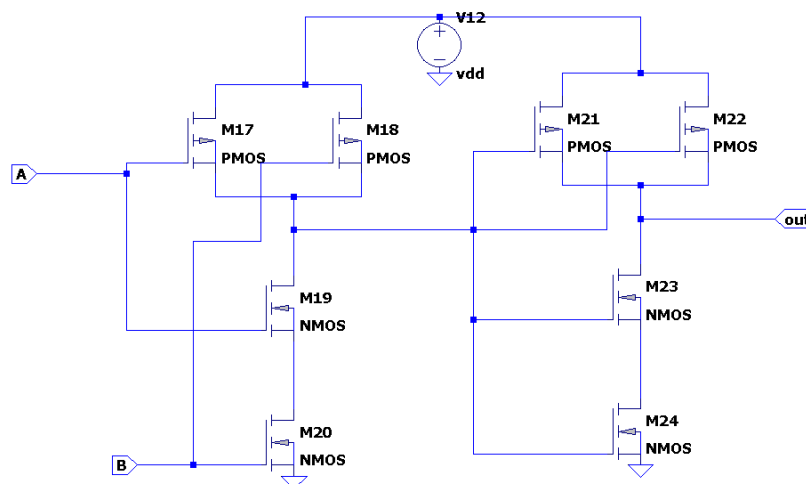 V12
vdd
M17
PMOS
M18
PMOS
M21
PMOS
M22
PMOS
A
out
M19
NMOS
M23
NMOS
M20
NMOS
M24
NMOS
B